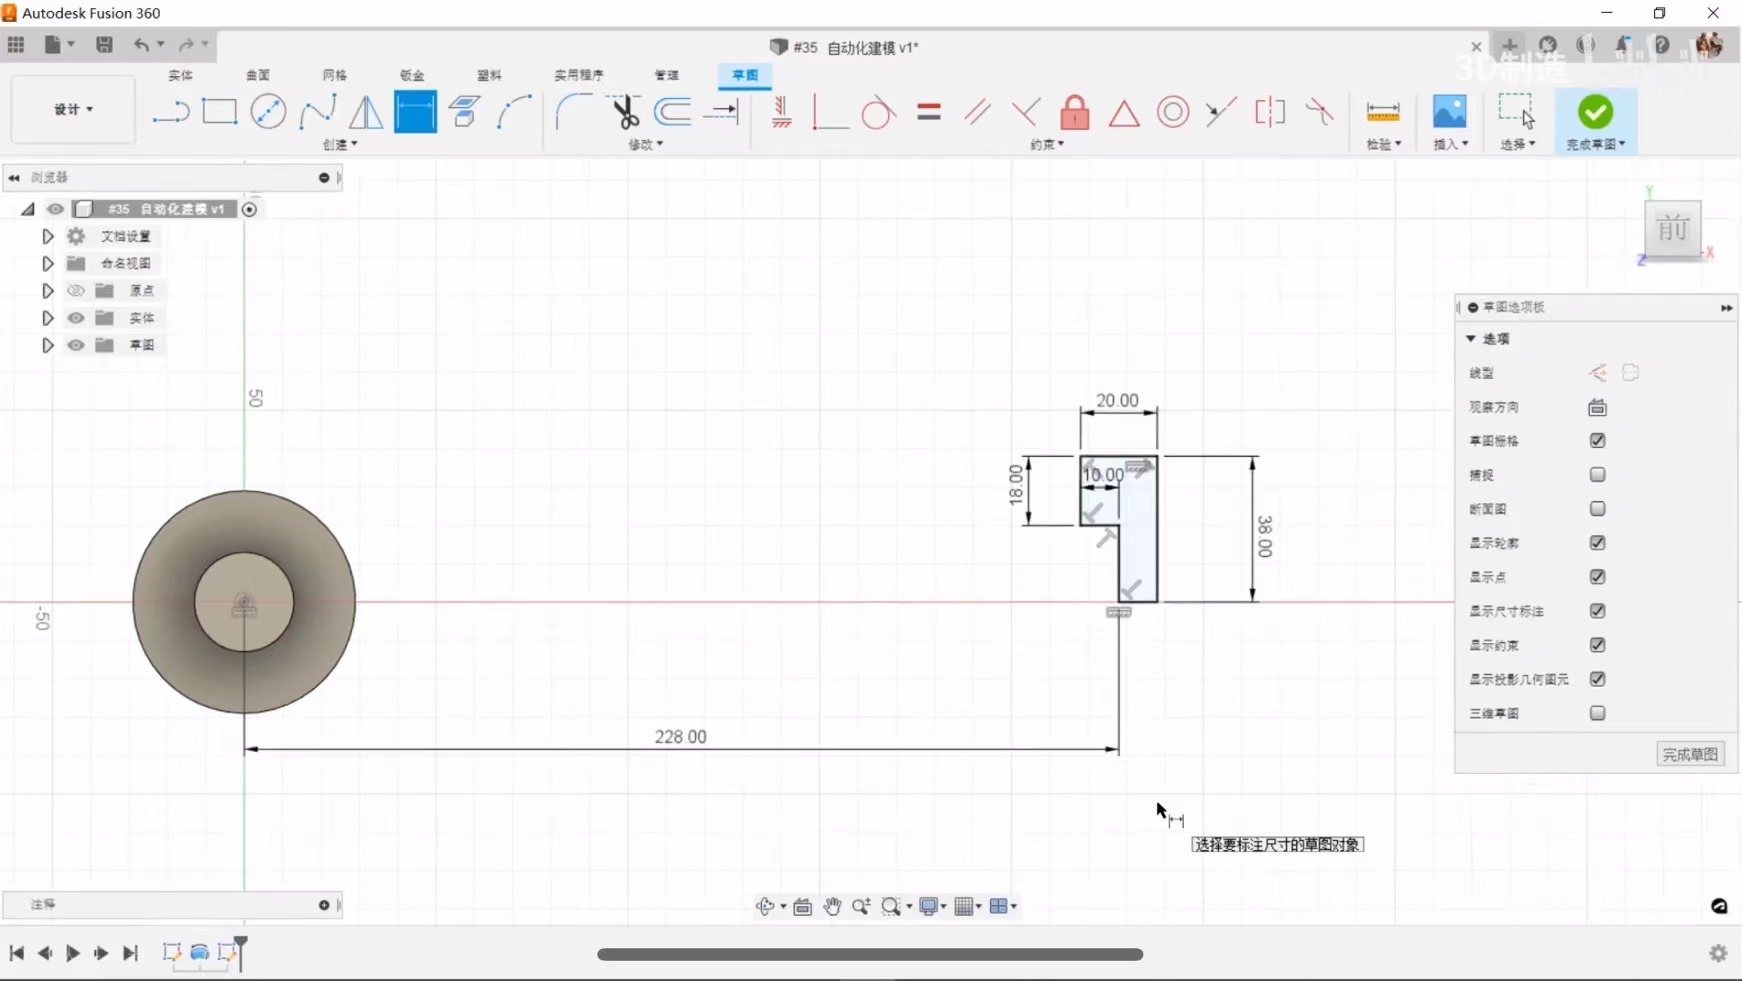 Autodesk Fusion 360
#35 自动化建模 v1*
3D制造
实体 曲面 网格 钣金 塑料 实用程序 管理 草图
设计
创建 修改 约束 检验 插入 选择 完成草图
浏览器
#35 自动化建模 v1
文档设置
命名视图
原点
实体
草图
50
-50
Y
前
X
Z
20.00
10.00
18.00
38.00
228.00
选择要标注尺寸的草图对象
草图选项板
选项
线型
观察方向
草图栅格
捕捉
断面图
显示轮廓
显示点
显示尺寸标注
显示约束
显示投影几何图元
三维草图
完成草图
注释